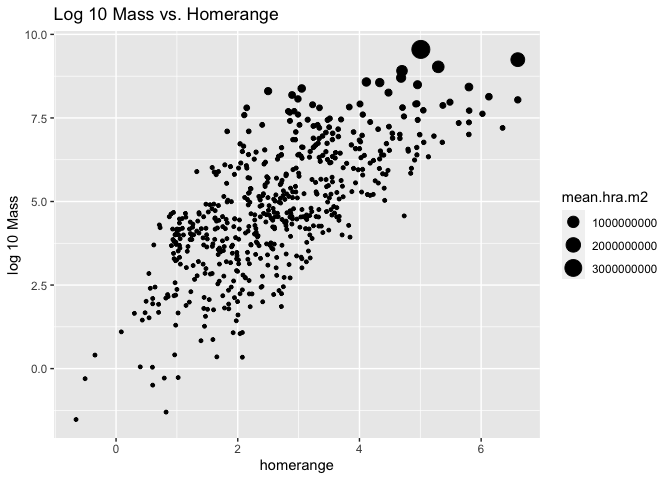 Log 10 Mass vs. Homerange
10.0
7.5
5.0
2.5
0.0
log 10 Mass
0 2 4 6
homerange
mean.hra.m2
1000000000
2000000000
3000000000